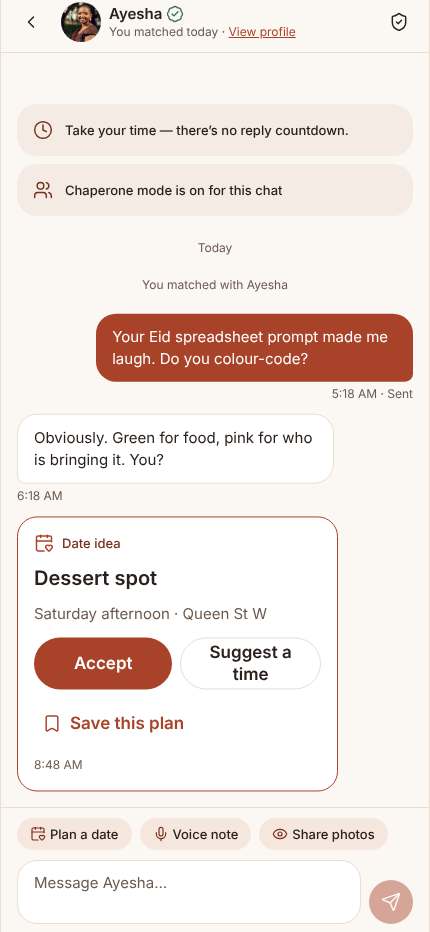 Ayesha
You matched today · View profile
Take your time — there's no reply countdown.
Chaperone mode is on for this chat
Today
You matched with Ayesha
Your Eid spreadsheet prompt made me
laugh. Do you colour-code?
5:18 AM · Sent
Obviously. Green for food, pink for who
is bringing it. You?
6:18 AM
Date idea
Dessert spot
Saturday afternoon · Queen St W
Accept
Suggest a
time
Save this plan
8:48 AM
Plan a date
Voice note
Share photos
Message Ayesha...